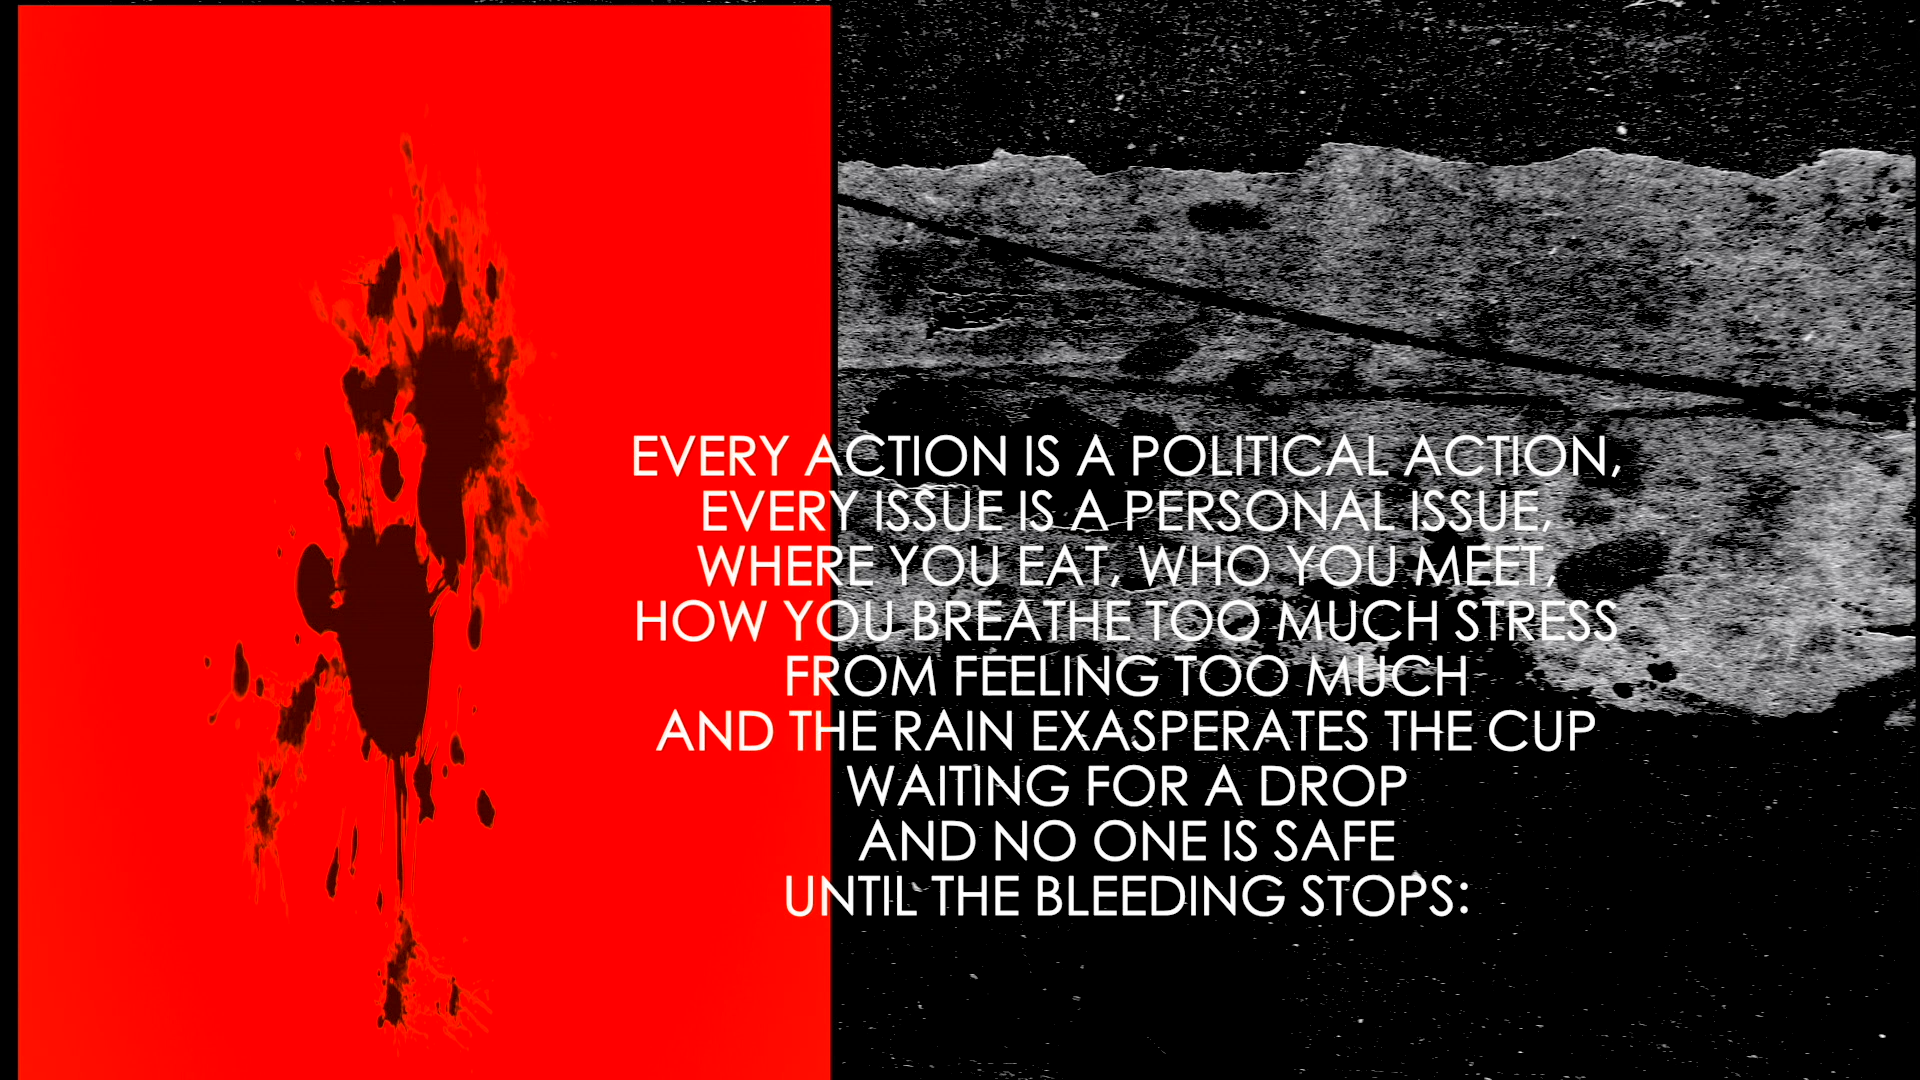 EVERY ACTION IS A POLITICAL ACTION,
EVERY ISSUE IS A PERSONAL ISSUE,
WHERE YOU EAT, WHO YOU MEET,
HOW YOU BREATHE TOO MUCH STRESS
FROM FEELING TOO MUCH
AND THE RAIN EXASPERATES THE CUP
WAITING FOR A DROP
AND NO ONE IS SAFE
UNTIL THE BLEEDING STOPS: